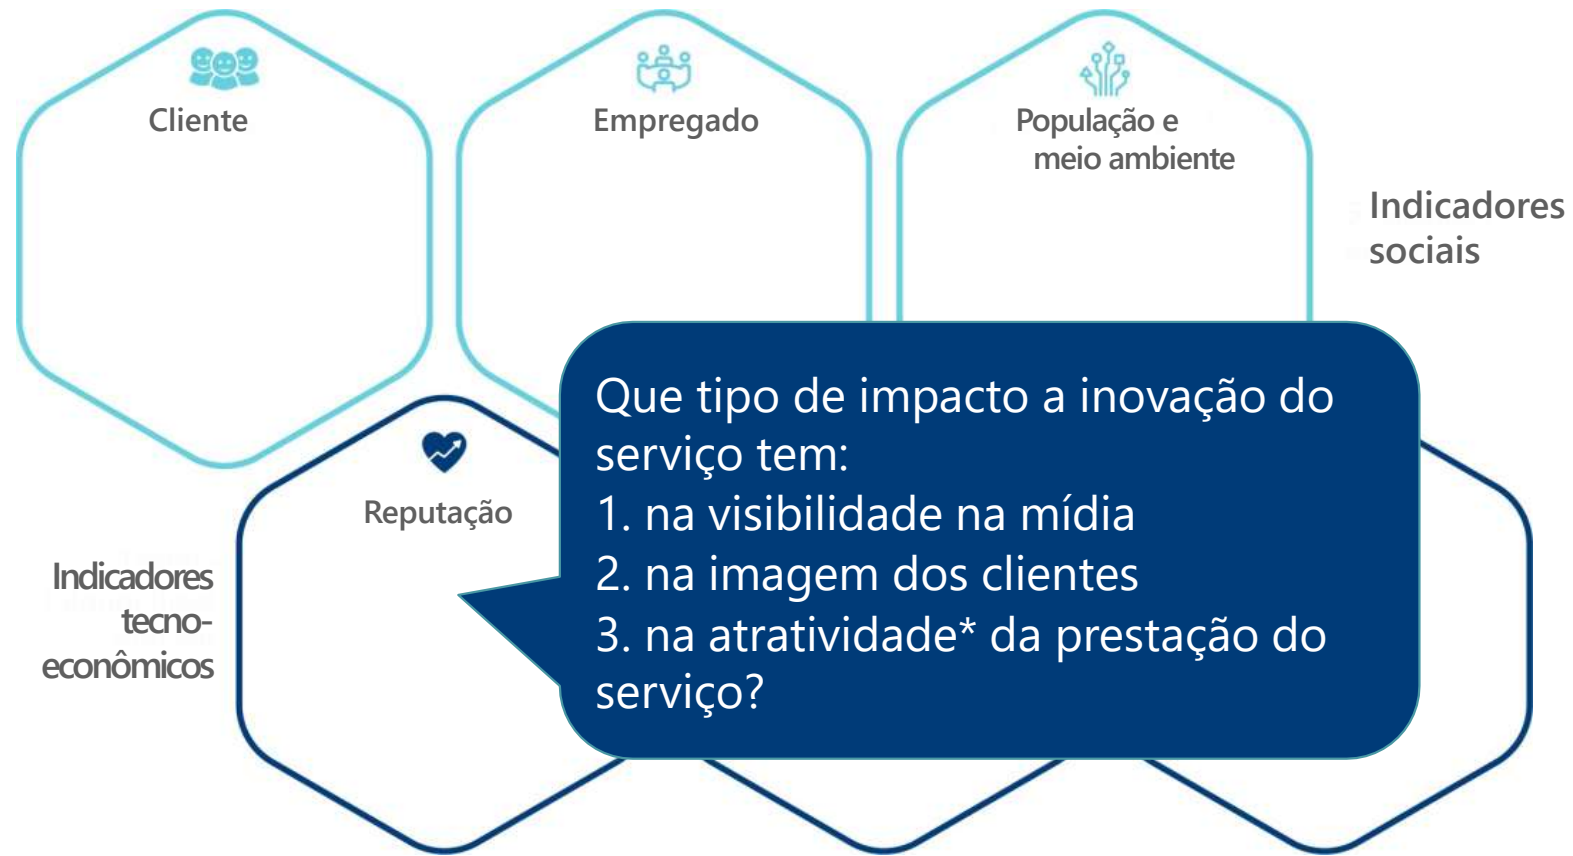 Cliente
Empregado
População e
meio ambiente
Indicadores
sociais
Reputação
Indicadores
tecno-
econômicos
Que tipo de impacto a inovação do
serviço tem:
1. na visibilidade na mídia
2. na imagem dos clientes
3. na atratividade* da prestação do
serviço?